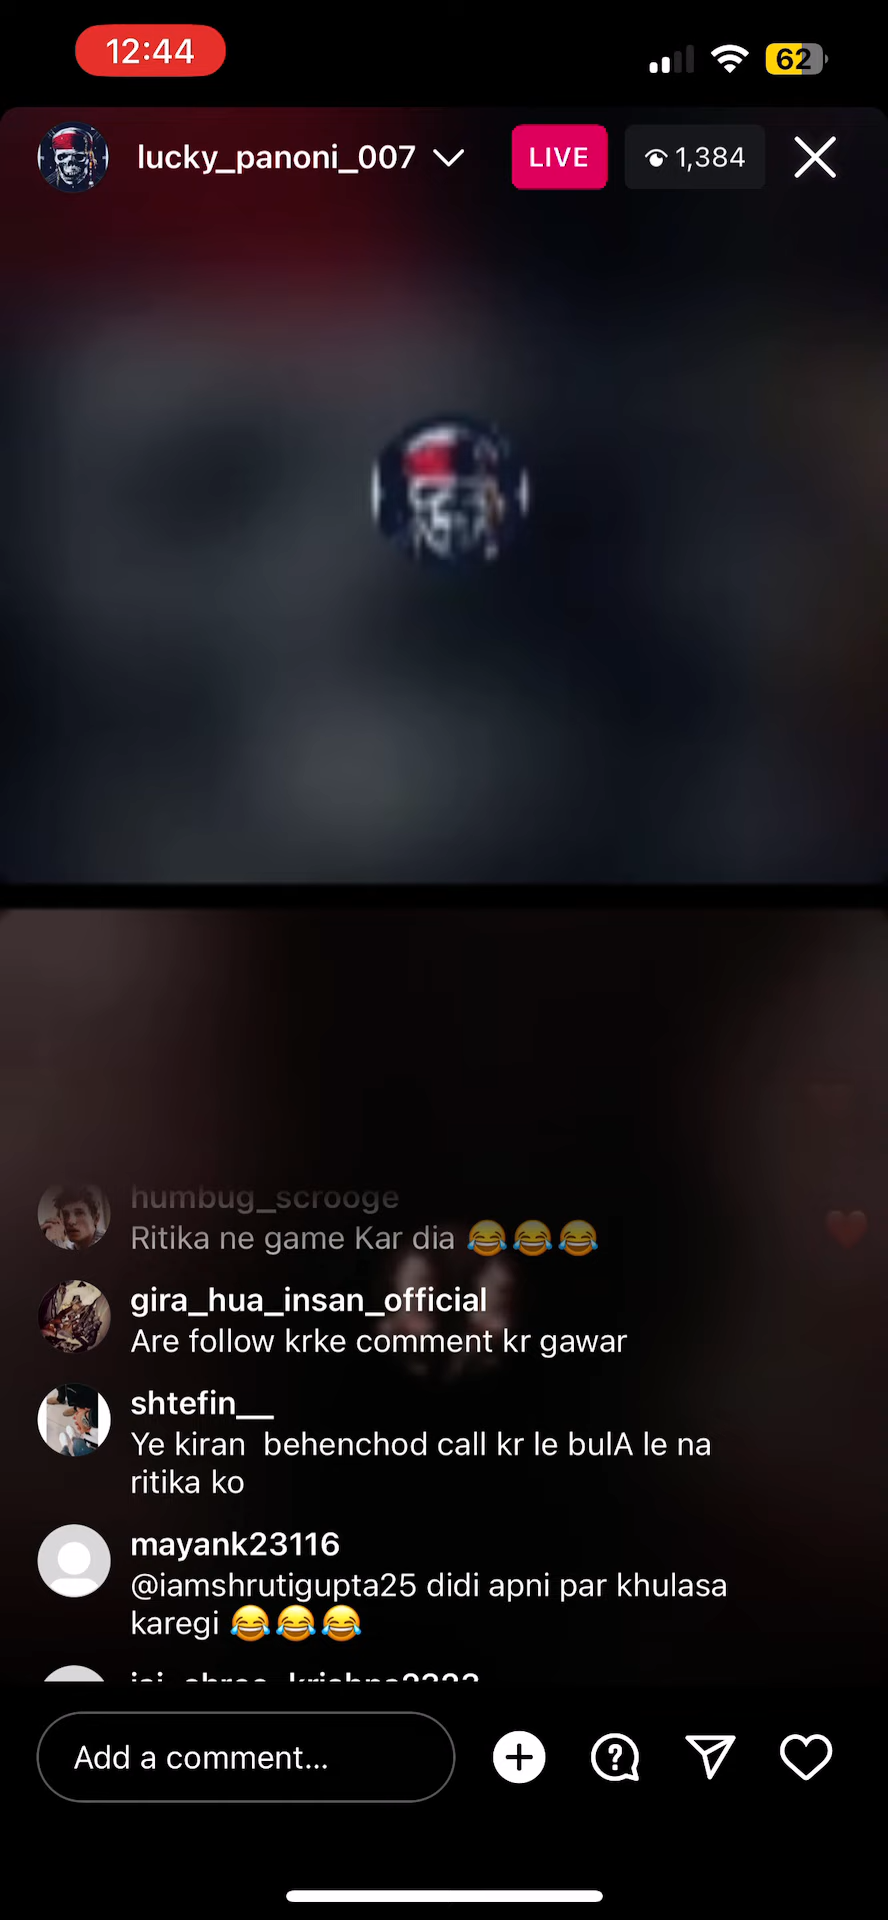 12:44
62
lucky_panoni_007
LIVE
1,384
humbug_scrooge
Ritika ne game Kar dia 😂😂😂
gira_hua_insan_official
Are follow krke comment kr gawar
shtefin__
Ye kiran behenchod call kr le bulA le na
ritika ko
mayank23116
@iamshrutigupta25 didi apni par khulasa
karegi 😂😂😂
Add a comment...